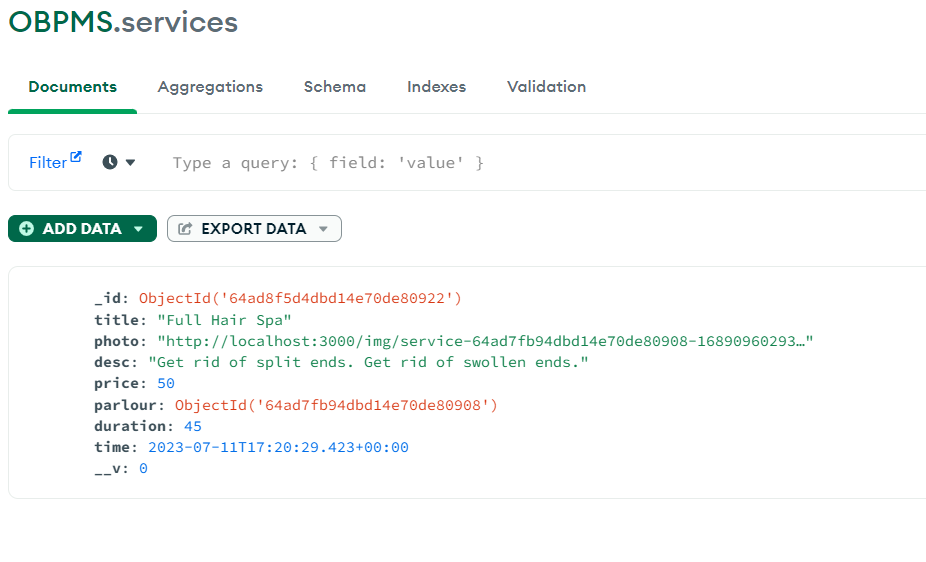 OBPMS.services
Documents Aggregations Schema Indexes Validation
Filter Type a query: { field: 'value' }
ADD DATA EXPORT DATA
_id: ObjectId('64ad8f5d4dbd14e70de80922')
title: "Full Hair Spa"
photo: "http://localhost:3000/img/service-64ad7fb94dbd14e70de80908-16890960293…"
desc: "Get rid of split ends. Get rid of swollen ends."
price: 50
parlour: ObjectId('64ad7fb94dbd14e70de80908')
duration: 45
time: 2023-07-11T17:20:29.423+00:00
__v: 0